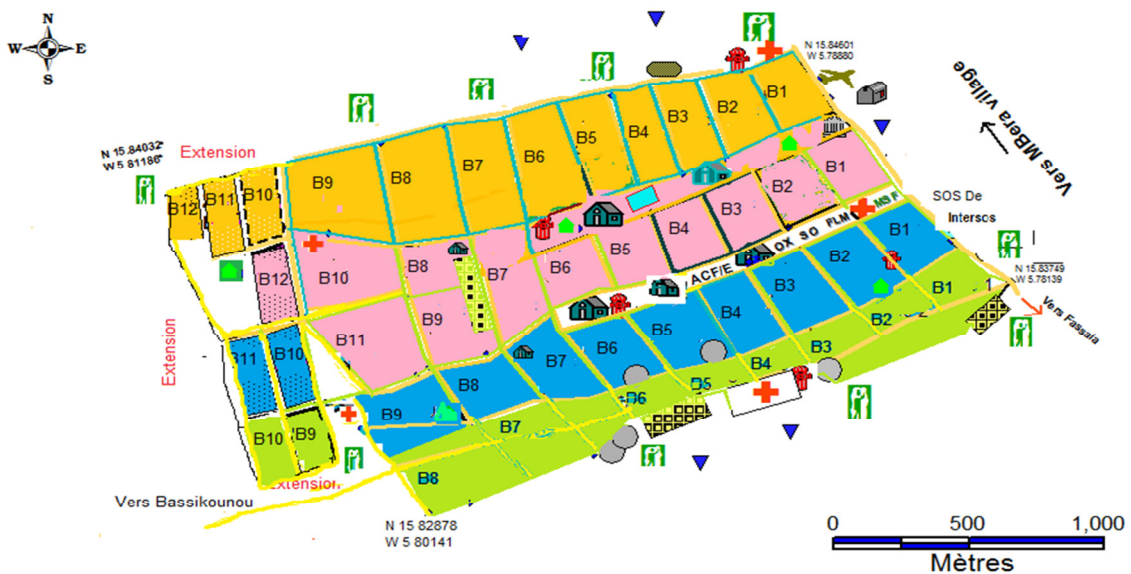 N
W E
S
N 15.84601
W 5.78880
Vers MBera village
N 15.84032"
W 5 81186"
Extension
B12
B11
B10
B9
B8
B7
B6
B5
B4
B3
B2
B1
B12
B10
B8
B7
B6
B5
B4
B3
B2
B1
B11
B9
SOS De
Intersos
ACF/E
OX SO FLM MSF
N 15.83749
W 5.78139
Vers Fassala
Extension
B11
B10
B9
B8
B7
B6
B5
B4
B3
B2
B1
B10
B9
B8
B7
B6
B5
B4
B3
B2
B1
1
Extension
Vers Bassikounou
N 15 82878
W 5 80141
0 500 1,000
Mètres